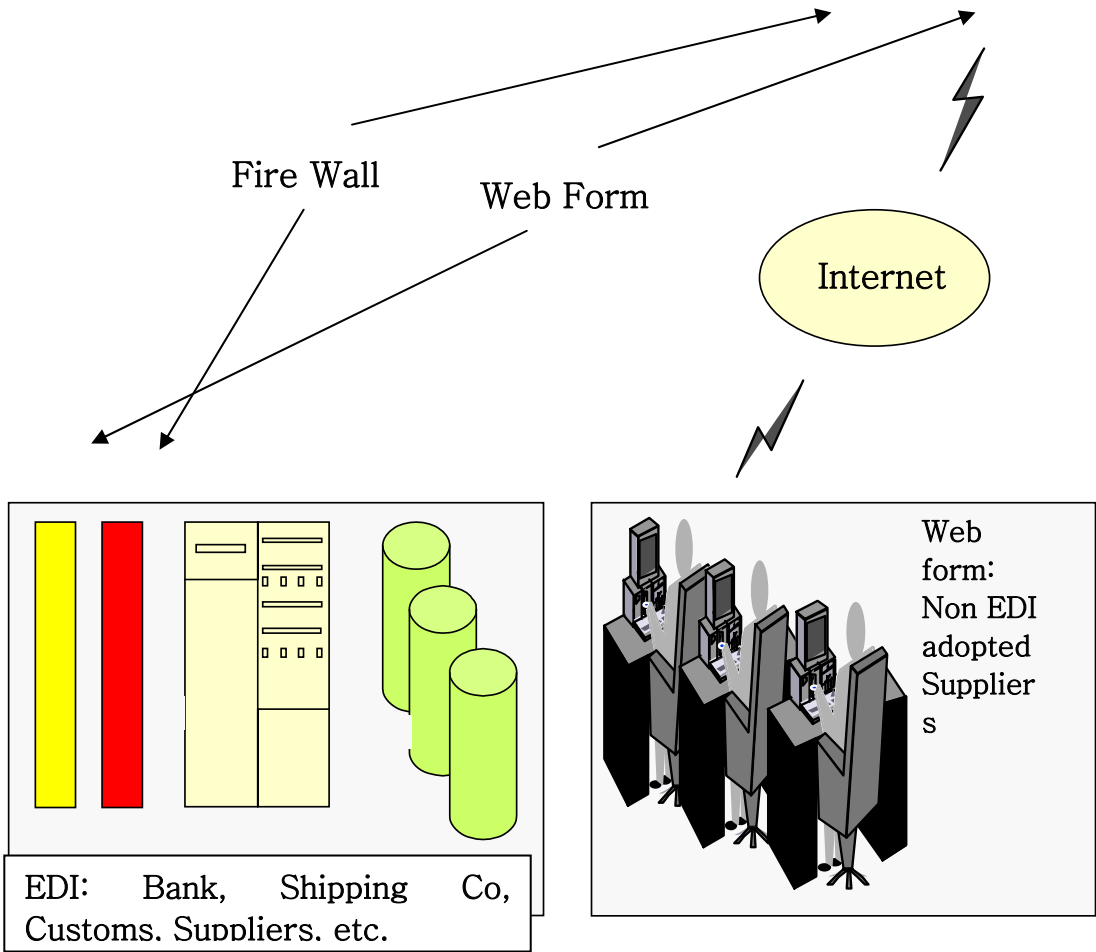 Fire Wall
Web Form
Internet
Web
form:
Non EDI
adopted
Supplier
s
EDI: Bank, Shipping Co,
Customs, Suppliers, etc.